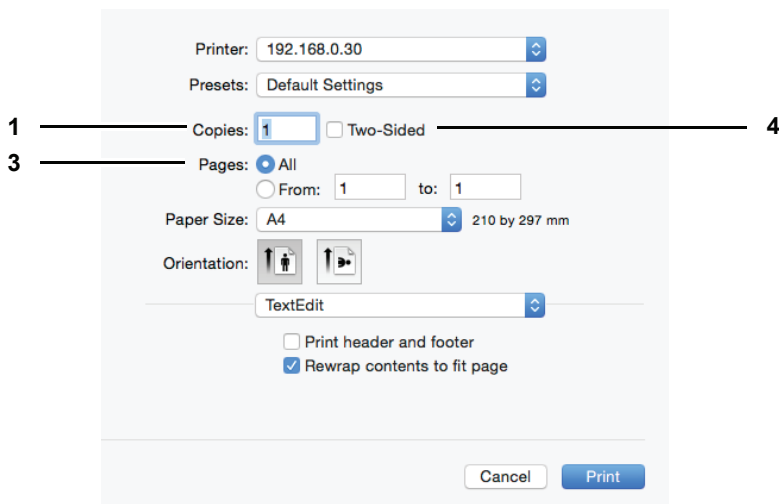 Printer: 192.168.0.30
Presets: Default Settings
1 Copies: 1 Two-Sided 4
3 Pages: All
From: 1 to: 1
Paper Size: A4 210 by 297 mm
Orientation:
TextEdit
Print header and footer
Rewrap contents to fit page
Cancel Print